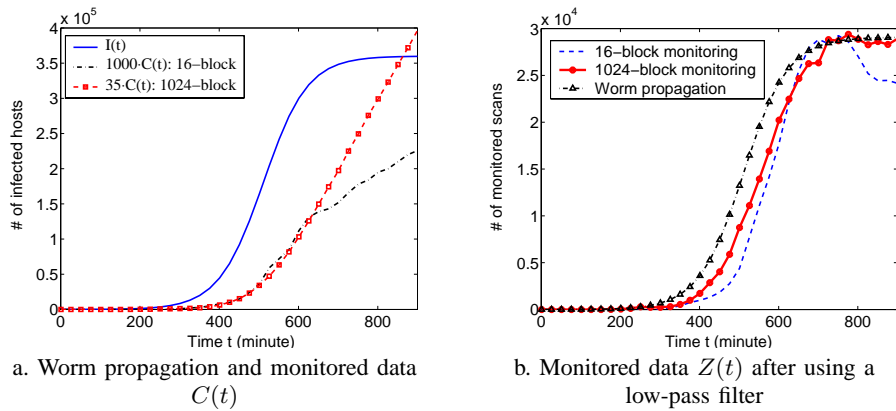 x 10^5
4
3.5
3
2.5
2
1.5
1
0.5
0
# of infected hosts
I(t)
1000·C(t): 16−block
35·C(t): 1024−block
0 200 400 600 800
Time t (minute)
a. Worm propagation and monitored data
C(t)
x 10^4
3
2.5
2
1.5
1
0.5
0
# of monitored scans
16−block monitoring
1024−block monitoring
Worm propagation
0 200 400 600 800
Time t (minute)
b. Monitored data Z(t) after using a
low-pass filter